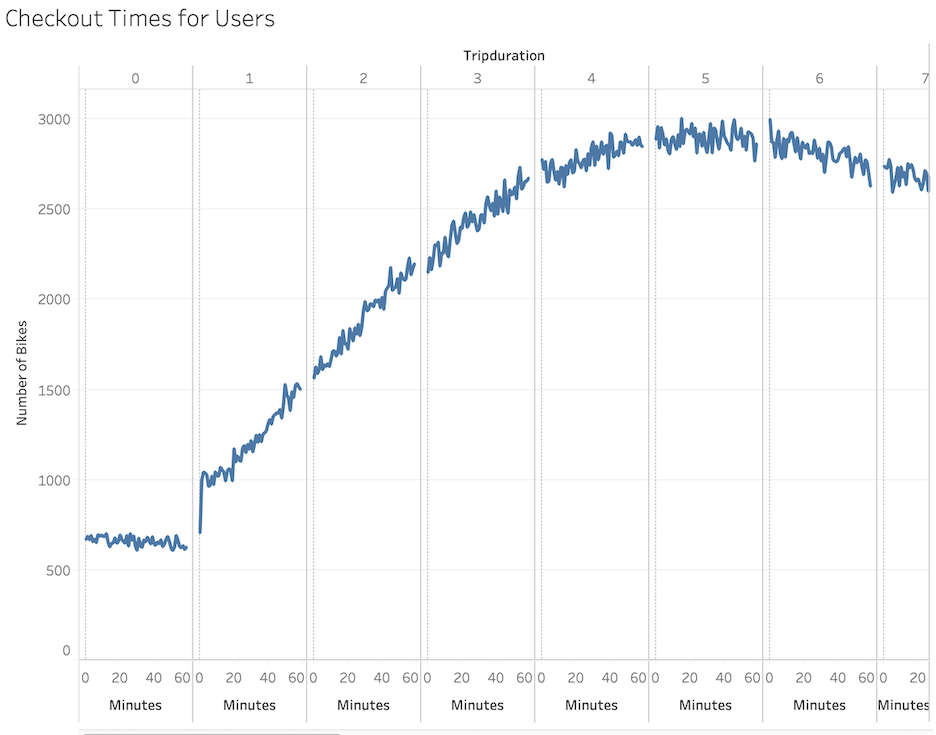 Checkout Times for Users
Tripduration
0 1 2 3 4 5 6 7
3000
2500
2000
1500
1000
500
0
Number of Bikes
0 20 40 60 0 20 40 60 0 20 40 60 0 20 40 60 0 20 40 60 0 20 40 60 0 20 40 60 0 20
Minutes Minutes Minutes Minutes Minutes Minutes Minutes Minutes